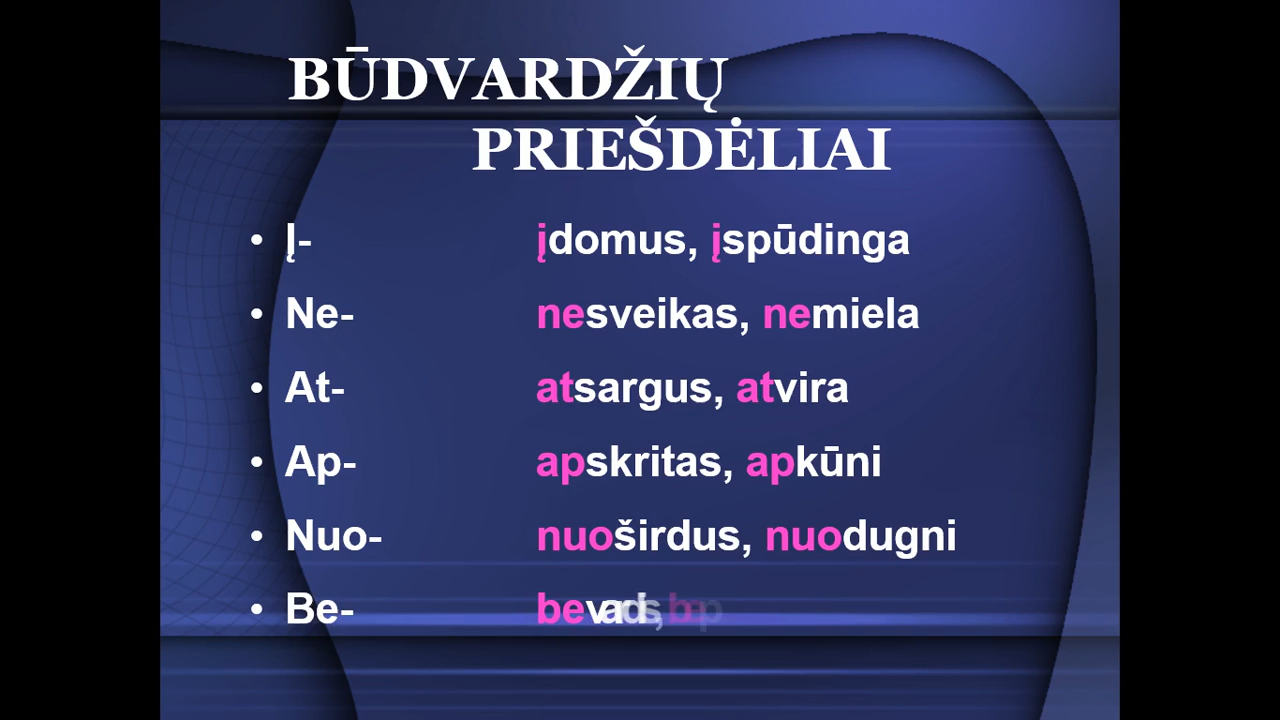 BŪDVARDŽIŲ
PRIEŠDĖLIAI
• Į- įdomus, įspūdinga
• Ne- nesveikas, nemiela
• At- atsargus, atvira
• Ap- apskritas, apkūni
• Nuo- nuoširdus, nuodugni
• Be-